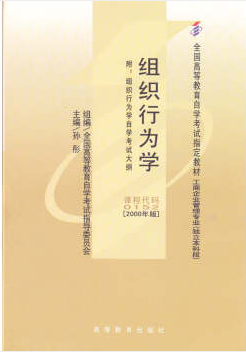 全国高等教育自学考试指定教材 工商企业管理专业(独立本科段)
组织行为学
附:组织行为学自学考试大纲
课程代码
0152
[2000年版]
组编/全国高等教育自学考试指导委员会
主编/孙彤
高等教育出版社